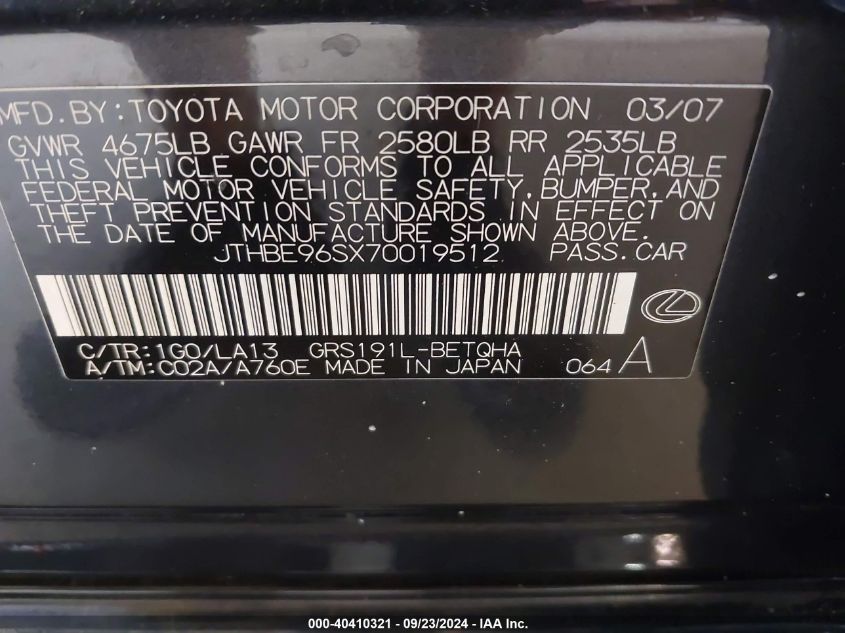 MFD. BY: TOYOTA MOTOR CORPORATION 03/07
GVWR 4675LB GAWR FR 2580LB RR 2535LB
THIS VEHICLE CONFORMS TO ALL APPLICABLE
FEDERAL MOTOR VEHICLE SAFETY, BUMPER, AND
THEFT PREVENTION STANDARDS IN EFFECT ON
THE DATE OF MANUFACTURE SHOWN ABOVE.
JTHBE96SX70019512 PASS. CAR
C/TR: 1G0/LA13 GRS191L-BETQHA
A/TM: C02A/A760E MADE IN JAPAN 064 A
000-40410321 - 09/23/2024 - IAA Inc.